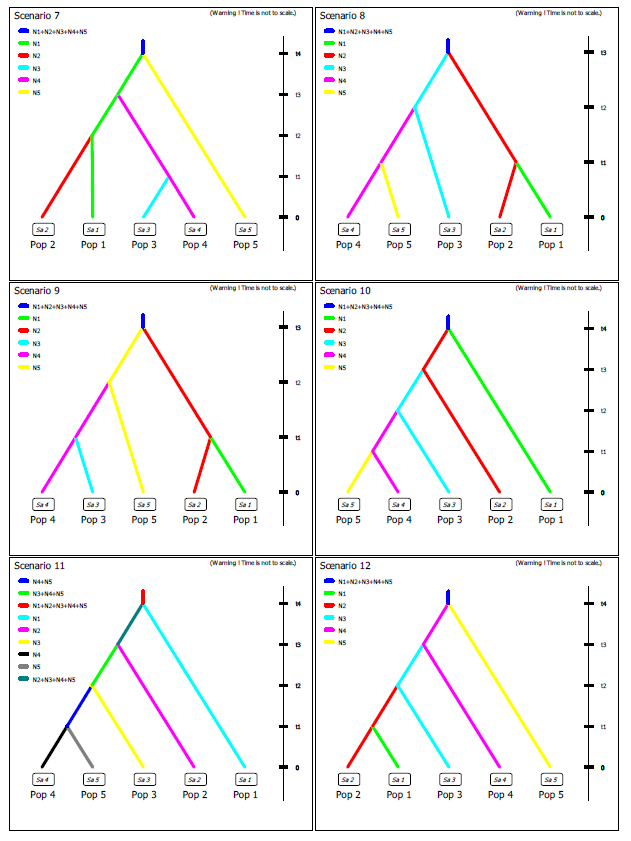 Scenario 7
(Warning ! Time is not to scale.)
N1+N2+N3+N4+N5
N1
N2
N3
N4
N5
t4
t3
t2
t1
0
Sa 2
Sa 1
Sa 3
Sa 4
Sa 5
Pop 2
Pop 1
Pop 3
Pop 4
Pop 5
Scenario 8
(Warning ! Time is not to scale.)
N1+N2+N3+N4+N5
N1
N2
N3
N4
N5
t3
t2
t1
0
Sa 4
Sa 5
Sa 3
Sa 2
Sa 1
Pop 4
Pop 5
Pop 3
Pop 2
Pop 1
Scenario 9
(Warning ! Time is not to scale.)
N1+N2+N3+N4+N5
N1
N2
N3
N4
N5
t3
t2
t1
0
Sa 4
Sa 3
Sa 5
Sa 2
Sa 1
Pop 4
Pop 3
Pop 5
Pop 2
Pop 1
Scenario 10
(Warning ! Time is not to scale.)
N1+N2+N3+N4+N5
N1
N2
N3
N4
N5
t4
t3
t2
t1
0
Sa 5
Sa 4
Sa 3
Sa 2
Sa 1
Pop 5
Pop 4
Pop 3
Pop 2
Pop 1
Scenario 11
(Warning ! Time is not to scale.)
N4+N5
N3+N4+N5
N1+N2+N3+N4+N5
N1
N2
N3
N4
N5
N2+N3+N4+N5
t4
t3
t2
t1
0
Sa 4
Sa 5
Sa 3
Sa 2
Sa 1
Pop 4
Pop 5
Pop 3
Pop 2
Pop 1
Scenario 12
(Warning ! Time is not to scale.)
N1+N2+N3+N4+N5
N1
N2
N3
N4
N5
t4
t3
t2
t1
0
Sa 2
Sa 1
Sa 3
Sa 4
Sa 5
Pop 2
Pop 1
Pop 3
Pop 4
Pop 5